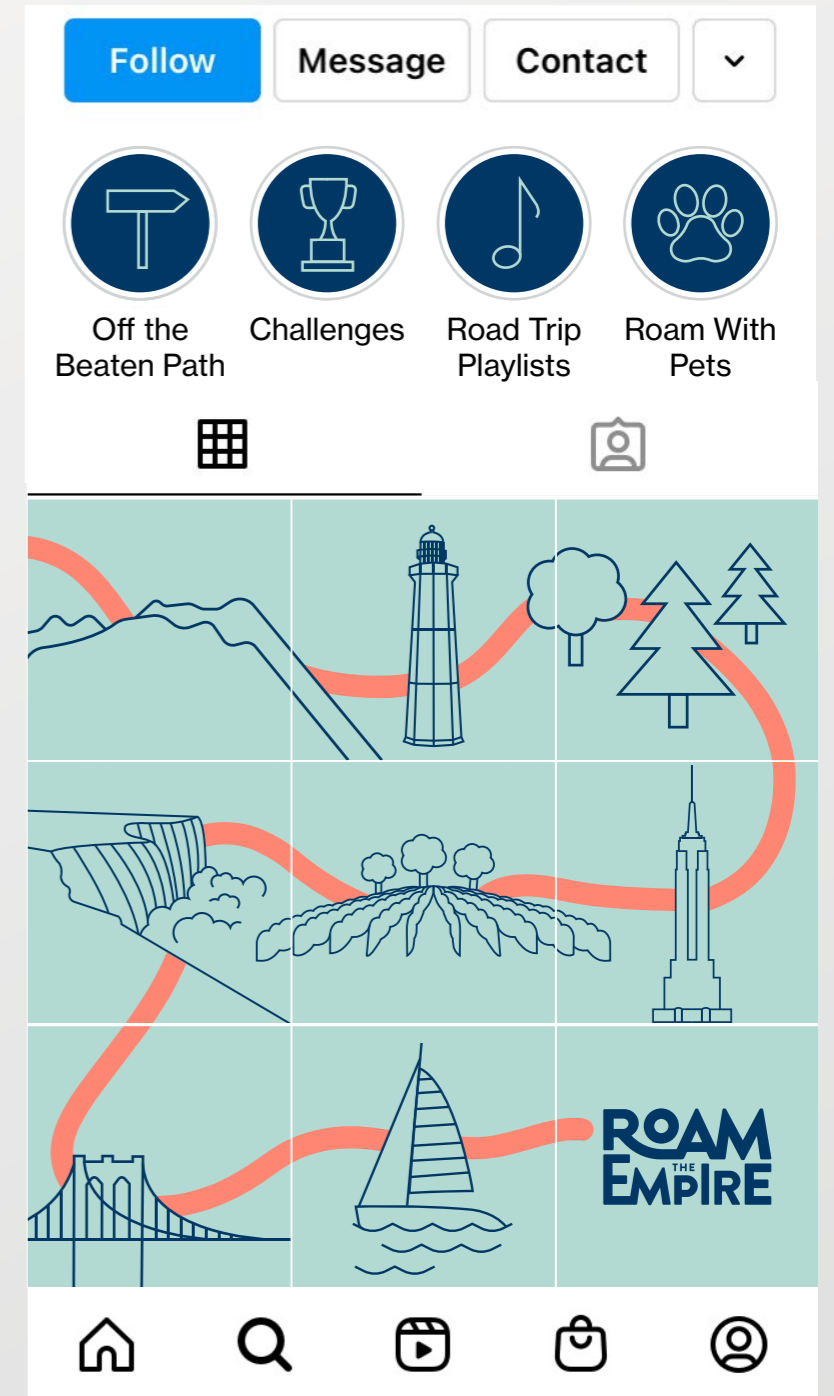 Follow
Message
Contact
Off the
Beaten Path
Challenges
Road Trip
Playlists
Roam With
Pets
ROAM
THE
EMPIRE